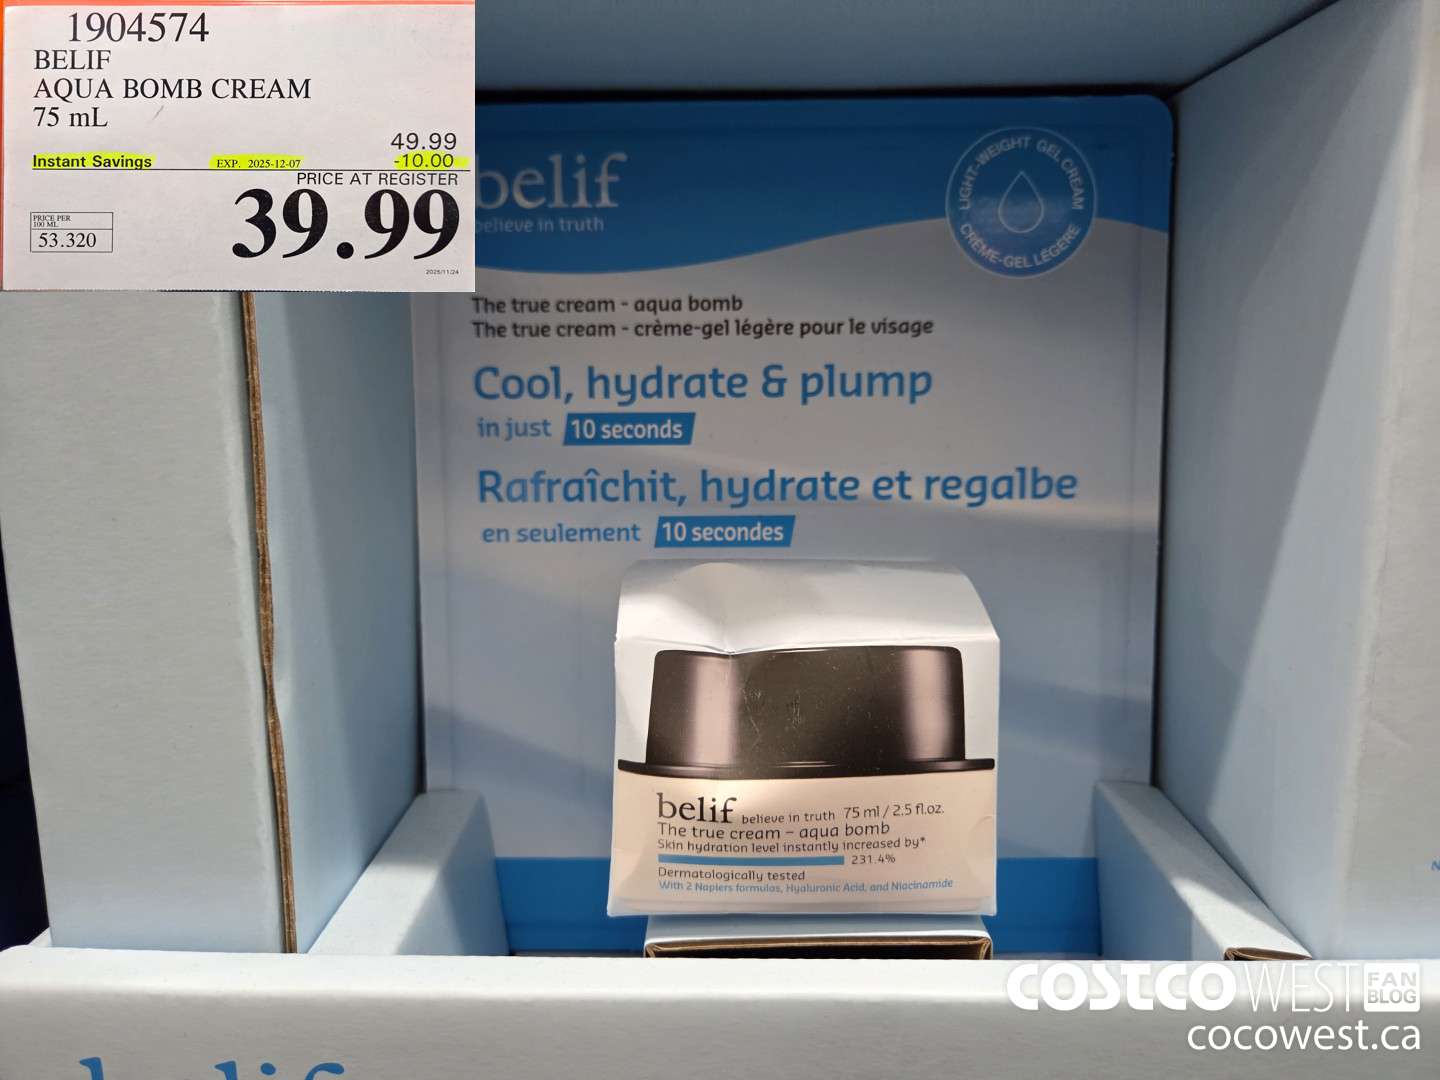 1904574
BELIF
AQUA BOMB CREAM
75 mL
49.99
Instant Savings EXP. 2025-12-07 -10.00
PRICE AT REGISTER
39.99
PRICE PER
100 ML
53.320
2025/11/24
belif
believe in truth
LIGHT-WEIGHT GEL CREAM
CRÈME-GEL LÉGÈRE
The true cream - aqua bomb
The true cream - crème-gel légère pour le visage
Cool, hydrate & plump
in just 10 seconds
Rafraîchit, hydrate et regalbe
en seulement 10 secondes
belif believe in truth 75 ml / 2.5 fl.oz.
The true cream – aqua bomb
Skin hydration level instantly increased by*
231.4%
Dermatologically tested
With 2 Napiers formulas, Hyaluronic Acid, and Niacinamide
COSTCO WEST FAN BLOG
cocowest.ca
belif